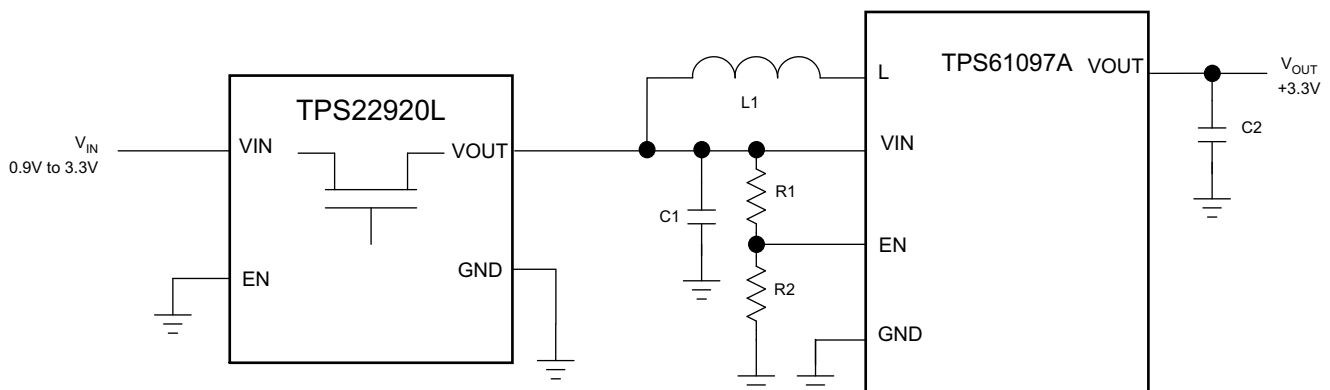 TPS22920L
V_IN
0.9V to 3.3V
VIN
VOUT
EN
GND
L1
C1
R1
R2
TPS61097A
L
VOUT
VIN
EN
GND
V_OUT
+3.3V
C2